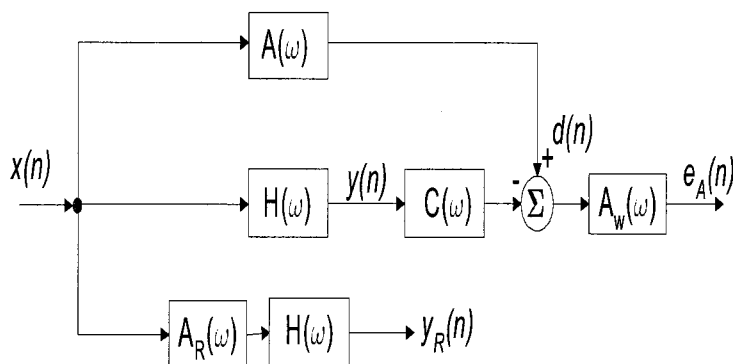 A(ω)
d(n)
+
x(n)
H(ω)
y(n)
C(ω)
-
Σ
A_w(ω)
e_A(n)
A_R(ω)
H(ω)
y_R(n)